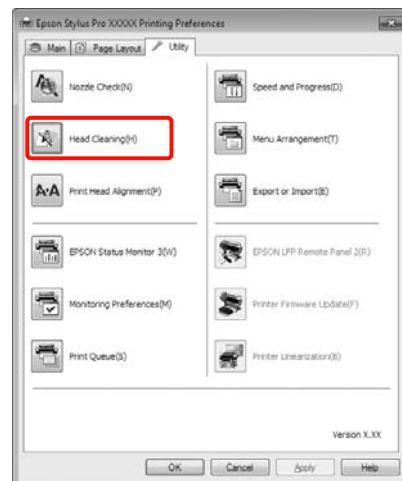 Epson Stylus Pro XXXXX Printing Preferences
Main
Page Layout
Utility
Nozzle Check(N)
Head Cleaning(H)
Print Head Alignment(P)
EPSON Status Monitor 3(W)
Monitoring Preferences(M)
Print Queue(S)
Speed and Progress(D)
Menu Arrangement(T)
Export or Import(E)
EPSON LFP Remote Panel 2(R)
Printer Firmware Update(F)
Printer Linearization(B)
Version X.XX
OK
Cancel
Apply
Help